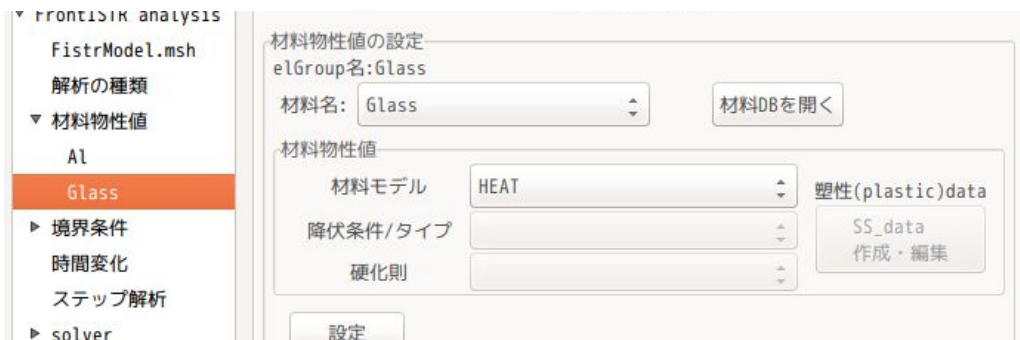 FrontISTR analysis
FistrModel.msh
解析の種類
材料物性値
Al
Glass
境界条件
時間変化
ステップ解析
solver
材料物性値の設定
elGroup名:Glass
材料名: Glass 材料DBを開く
材料物性値
材料モデル HEAT 塑性(plastic)data
降伏条件/タイプ SS_data
作成・編集
硬化則
設定